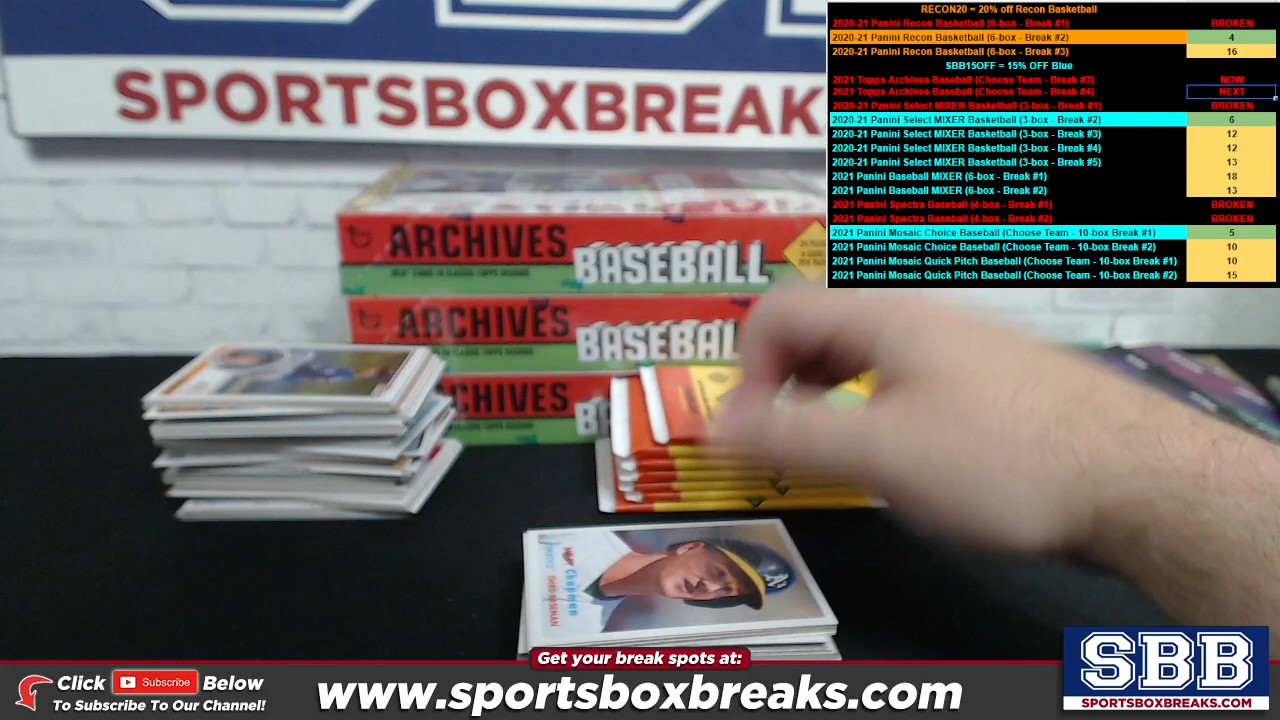 SPORTSBOXBREAK
RECON20 = 20% off Recon Basketball
2020-21 Panini Recon Basketball (6-box - Break #1) BROKEN
2020-21 Panini Recon Basketball (6-box - Break #2) 4
2020-21 Panini Recon Basketball (6-box - Break #3) 16
SBB15OFF = 15% OFF Blue
2021 Topps Archives Baseball (Choose Team - Break #3) NOW
2021 Topps Archives Baseball (Choose Team - Break #4) NEXT
2020-21 Panini Select MIXER Basketball (3-box - Break #1) BROKEN
2020-21 Panini Select MIXER Basketball (3-box - Break #2) 6
2020-21 Panini Select MIXER Basketball (3-box - Break #3) 12
2020-21 Panini Select MIXER Basketball (3-box - Break #4) 12
2020-21 Panini Select MIXER Basketball (3-box - Break #5) 13
2021 Panini Baseball MIXER (6-box - Break #1) 18
2021 Panini Baseball MIXER (6-box - Break #2) 13
2021 Panini Spectra Baseball (4-box - Break #1) BROKEN
2021 Panini Spectra Baseball (4-box - Break #2) BROKEN
2021 Panini Mosaic Choice Baseball (Choose Team - 10-box Break #1) 5
2021 Panini Mosaic Choice Baseball (Choose Team - 10-box Break #2) 10
2021 Panini Mosaic Quick Pitch Baseball (Choose Team - 10-box Break #1) 10
2021 Panini Mosaic Quick Pitch Baseball (Choose Team - 10-box Break #2) 15
ARCHIVES BASEBALL
ARCHIVES BASEBAL
CHIVES B
Chapman
THIRD BASEMAN
A's
Get your break spots at:
Click Subscribe Below
To Subscribe To Our Channel!
www.sportsboxbreaks.com
SBB
SPORTSBOXBREAKS.COM